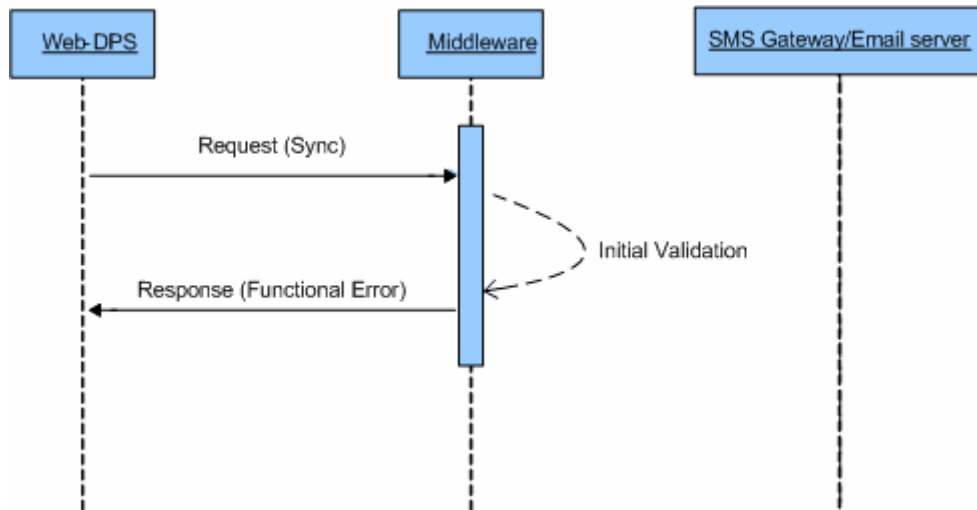 Web-DPS
Middleware
SMS Gateway/Email server
Request (Sync)
Initial Validation
Response (Functional Error)